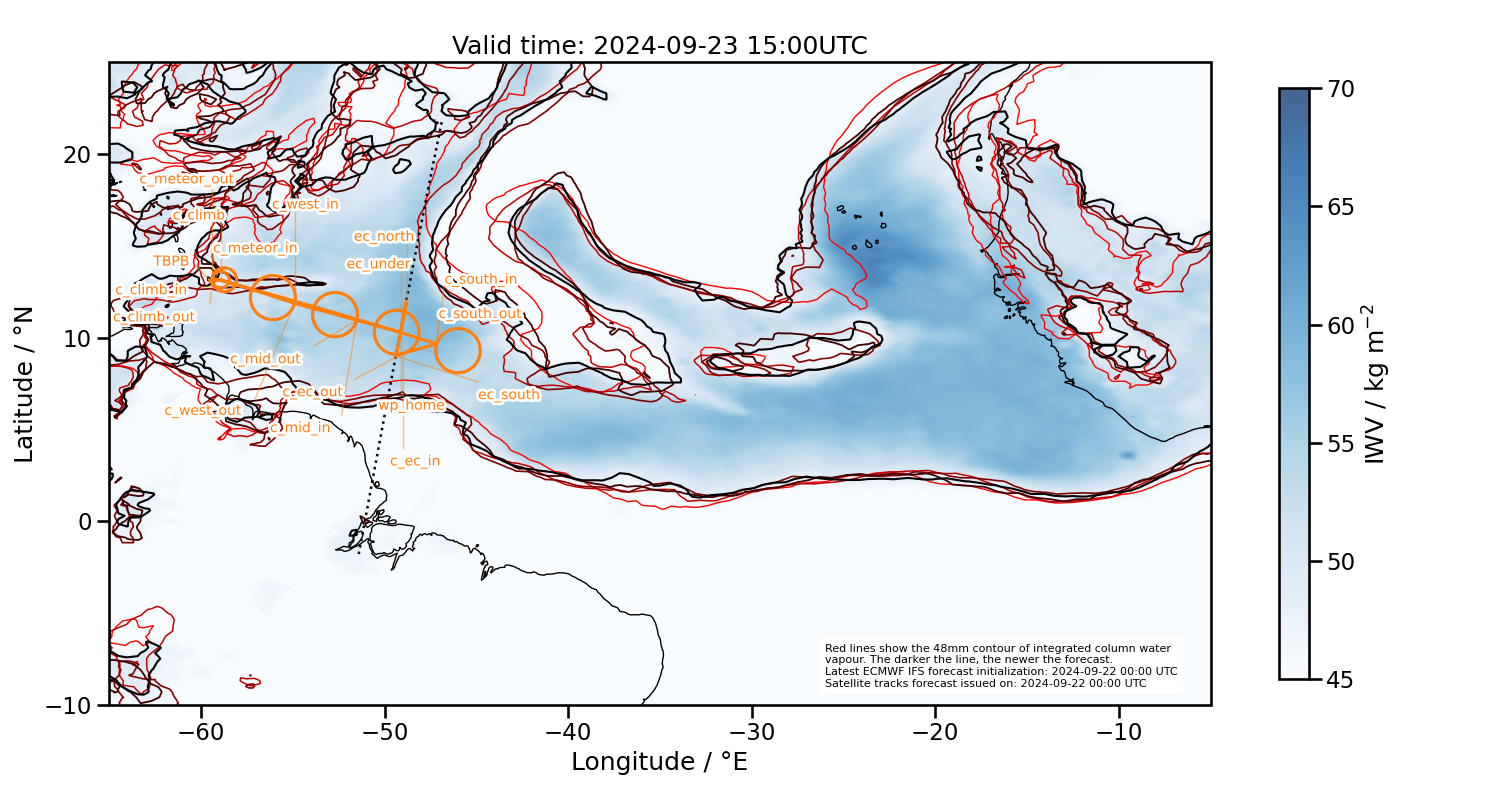 Valid time: 2024-09-23 15:00UTC
20
10
0
−10
Latitude / °N
−60
−50
−40
−30
−20
−10
Longitude / °E
c_meteor_out
c_west_in
c_climb
ec_north
c_meteor_in
TBPB
ec_under
c_south_in
c_climb_in
c_south_out
c_climb_out
c_mid_out
c_ec_out
ec_south
c_west_out
wp_home
c_mid_in
c_ec_in
Red lines show the 48mm contour of integrated column water
vapour. The darker the line, the newer the forecast.
Latest ECMWF IFS forecast initialization: 2024-09-22 00:00 UTC
Satellite tracks forecast issued on: 2024-09-22 00:00 UTC
70
65
60
55
50
45
IWV / kg m⁻²